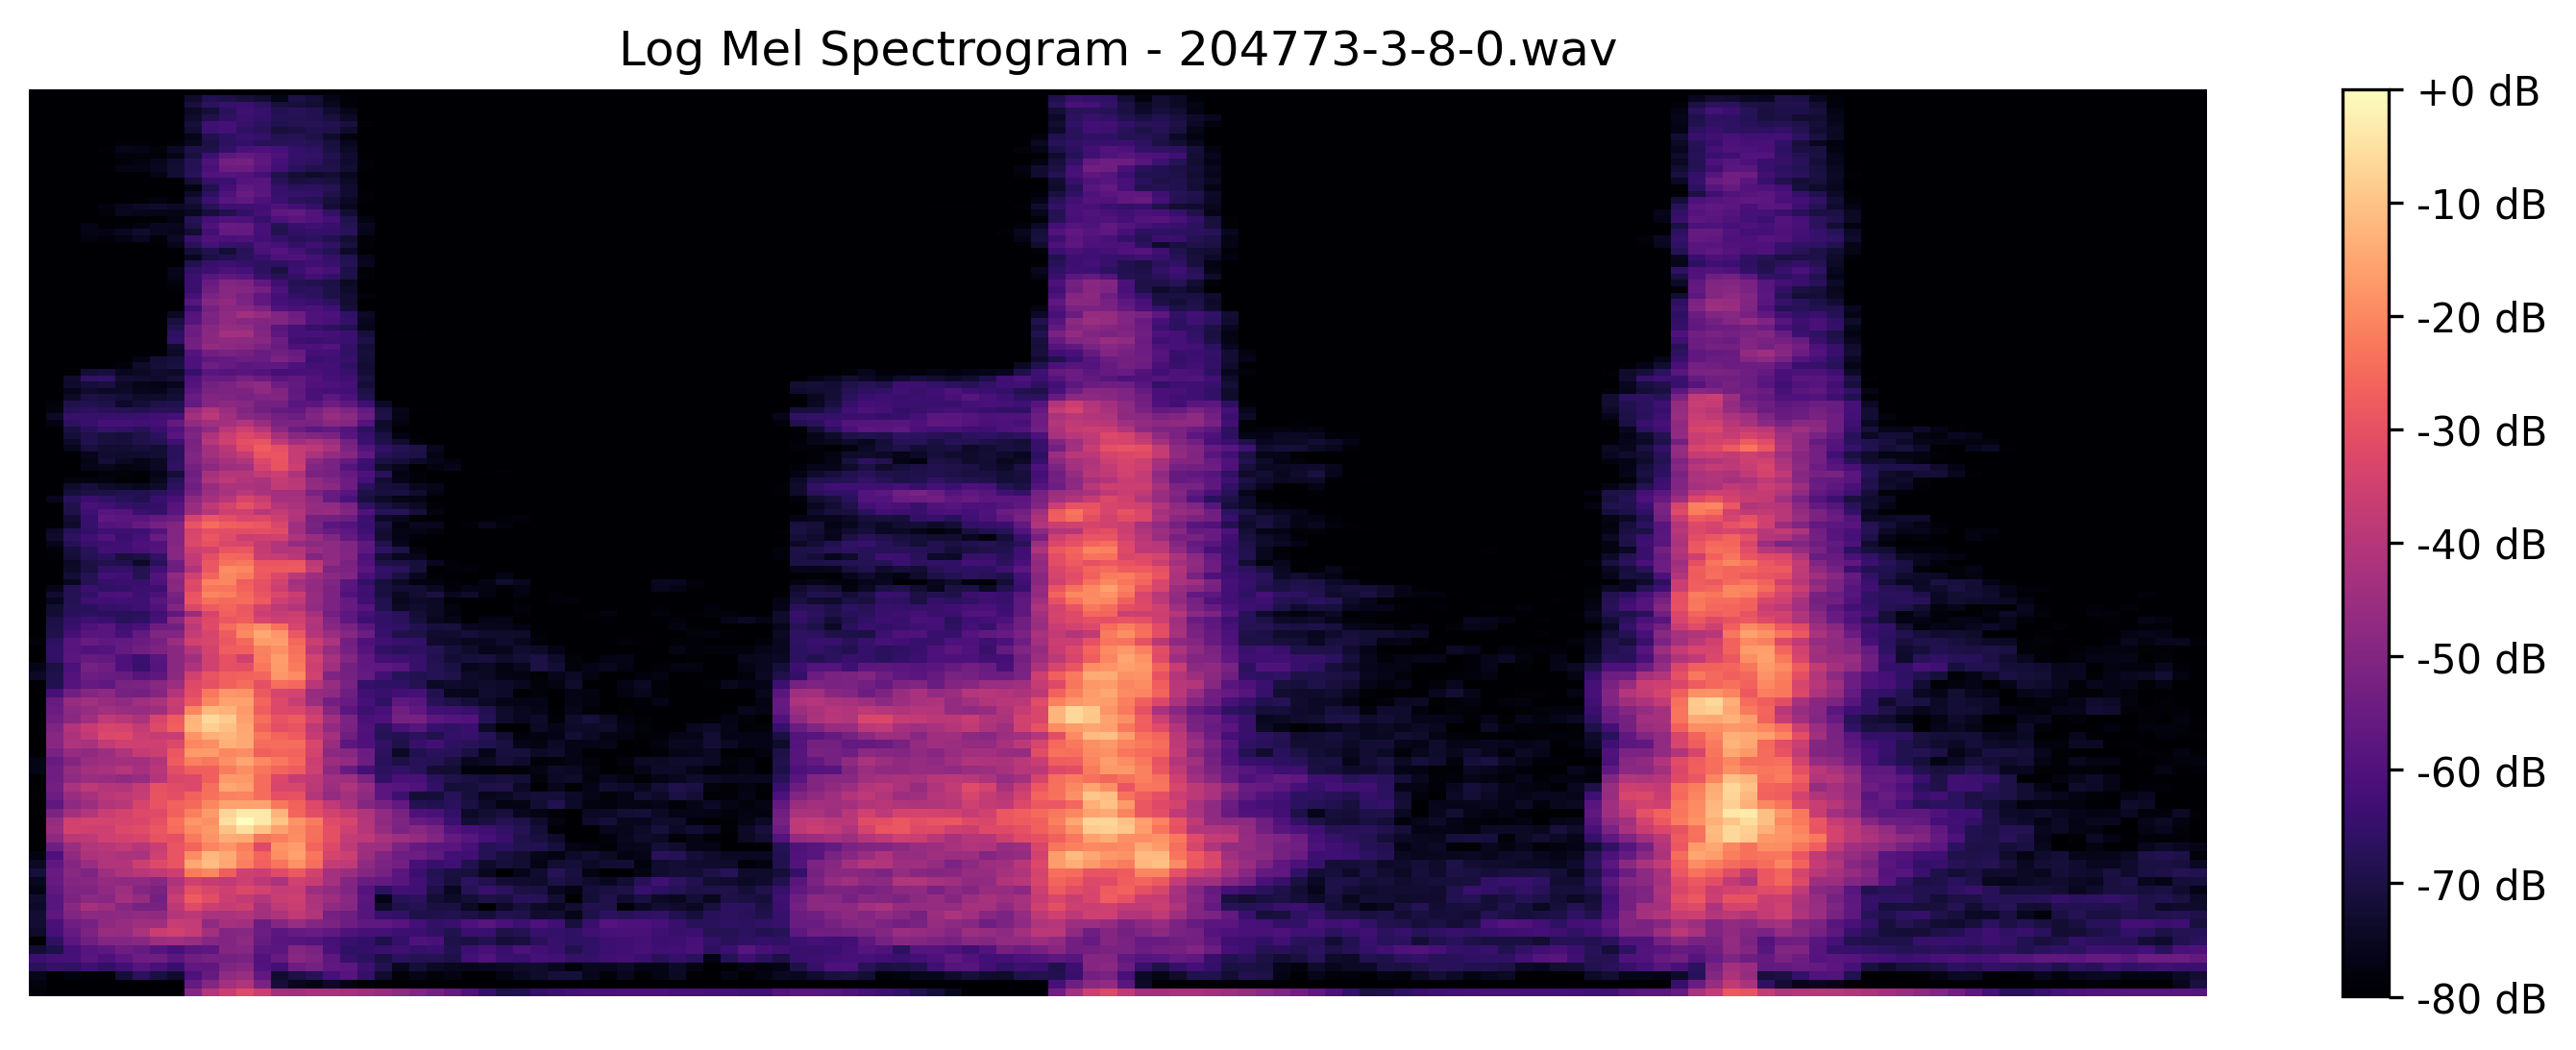 Log Mel Spectrogram - 204773-3-8-0.wav
+0 dB
-10 dB
-20 dB
-30 dB
-40 dB
-50 dB
-60 dB
-70 dB
-80 dB